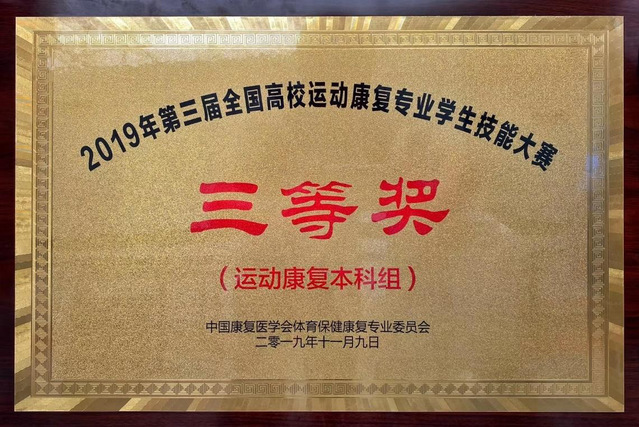 2019年第三届全国高校运动康复专业学生技能大赛
三等奖
（运动康复本科组）
中国康复医学会体育保健康复专业委员会
二零一九年十一月九日